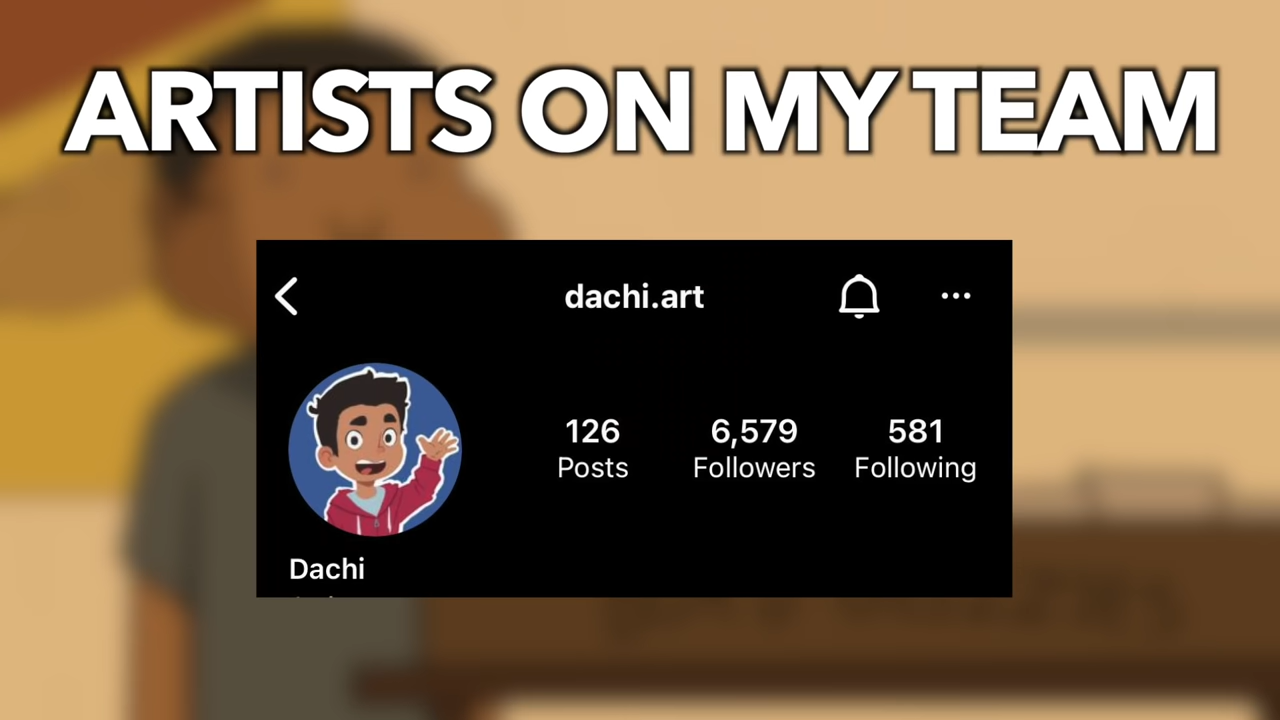 ARTISTS ON MY TEAM
dachi.art
126 6,579 581
Posts Followers Following
Dachi